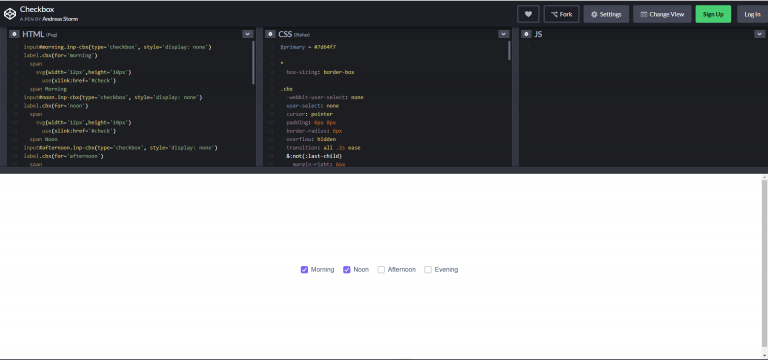 Checkbox
A PEN BY Andreas Storm
Fork
Settings
Change View
Sign Up
Log In
HTML (Pug)
input#morning.inp-cbx(type='checkbox', style='display: none')
label.cbx(for='morning')
span
svg(width='12px',height='10px')
use(xlink:href='#check')
span Morning
input#noon.inp-cbx(type='checkbox', style='display: none')
label.cbx(for='noon')
span
svg(width='12px',height='10px')
use(xlink:href='#check')
span Noon
input#afternoon.inp-cbx(type='checkbox', style='display: none')
label.cbx(for='afternoon')
span
CSS (Stylus)
$primary = #7d64f7
*
box-sizing: border-box
.cbx
-webkit-user-select: none
user-select: none
cursor: pointer
padding: 6px 8px
border-radius: 6px
overflow: hidden
transition: all .2s ease
&:not(:last-child)
margin-right: 6px
JS
Morning Noon Afternoon Evening